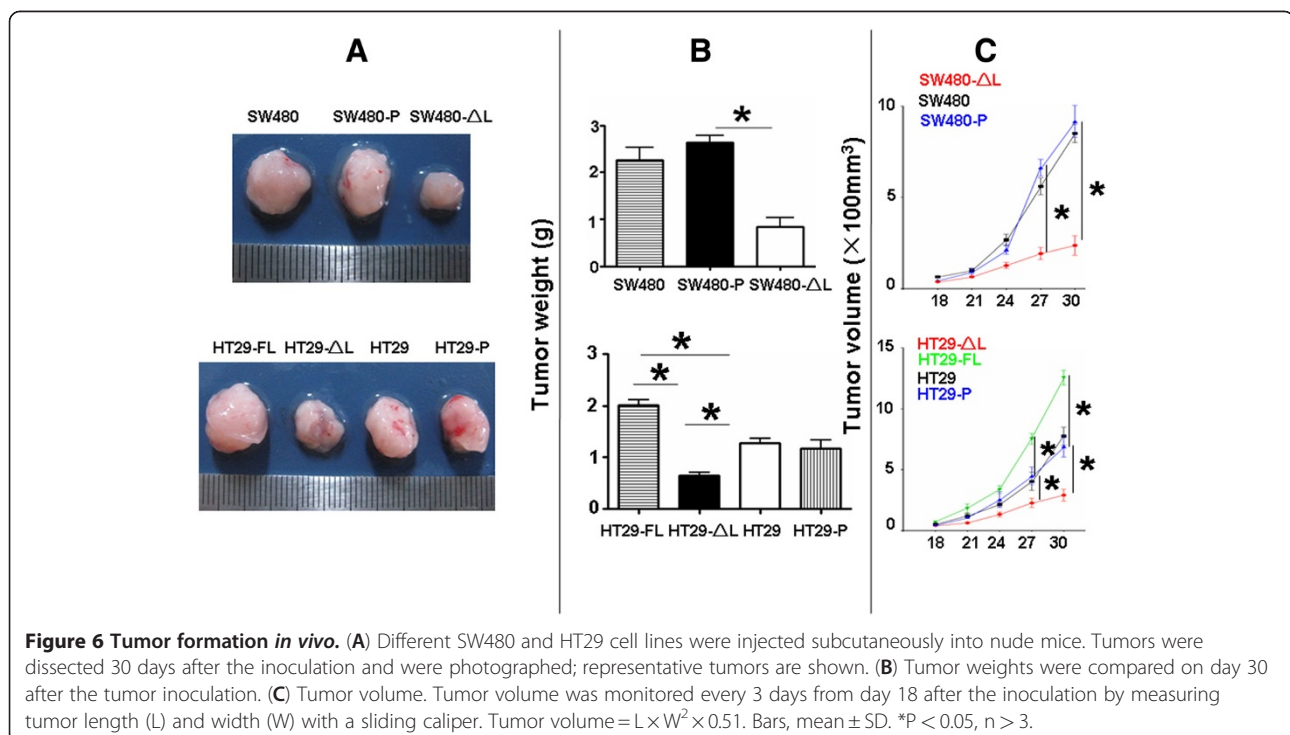 A
B
C
SW480 SW480-P SW480-△L
HT29-FL HT29-△L HT29 HT29-P
Tumor weight (g)
3
2
1
0
SW480 SW480-P SW480-△L
*
3
2
1
0
HT29-FL HT29-△L HT29 HT29-P
*
*
*
Tumor volume (×100mm³)
SW480-△L
SW480
SW480-P
10
5
0
18 21 24 27 30
*
*
HT29-△L
HT29-FL
HT29
HT29-P
15
10
5
0
18 21 24 27 30
*
*
*
*
Figure 6 Tumor formation in vivo. (A) Different SW480 and HT29 cell lines were injected subcutaneously into nude mice. Tumors were
dissected 30 days after the inoculation and were photographed; representative tumors are shown. (B) Tumor weights were compared on day 30
after the tumor inoculation. (C) Tumor volume. Tumor volume was monitored every 3 days from day 18 after the inoculation by measuring
tumor length (L) and width (W) with a sliding caliper. Tumor volume = L × W² × 0.51. Bars, mean ± SD. *P < 0.05, n > 3.